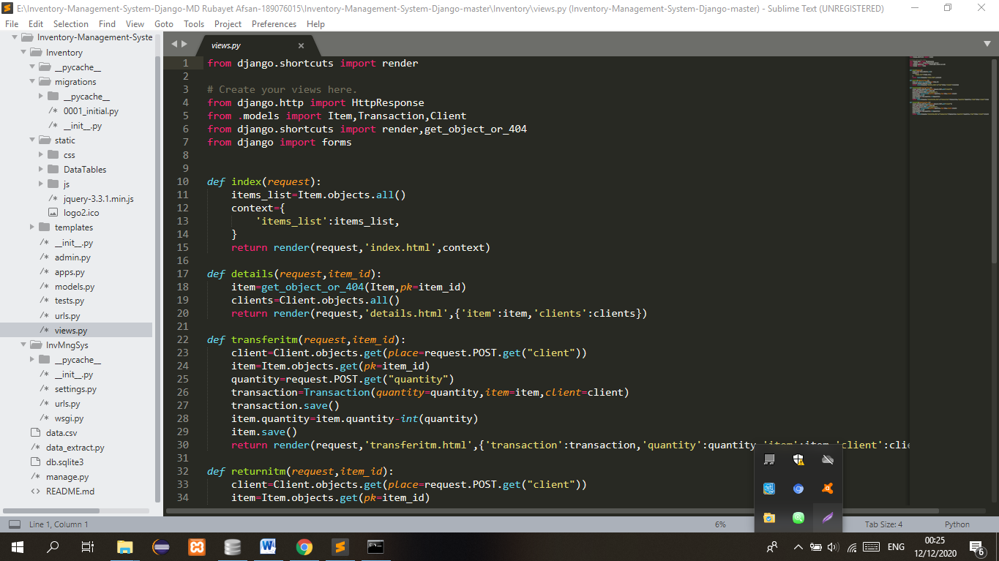 E:\Inventory-Management-System-Django-MD Rubayet Afsan-189076015\Inventory-Management-System-Django-master\Inventory\views.py (Inventory-Management-System-Django-master) - Sublime Text (UNREGISTERED)
File Edit Selection Find View Goto Tools Project Preferences Help
Inventory-Management-Syste
Inventory
__pycache__
migrations
__pycache__
/* 0001_initial.py
/* __init__.py
static
css
DataTables
js
/* jquery-3.3.1.min.js
logo2.ico
templates
/* __init__.py
/* admin.py
/* apps.py
/* models.py
/* tests.py
/* urls.py
/* views.py
InvMngSys
__pycache__
/* __init__.py
/* settings.py
/* urls.py
/* wsgi.py
data.csv
/* data_extract.py
db.sqlite3
/* manage.py
<> README.md
views.py
1 from django.shortcuts import render
2
3 # Create your views here.
4 from django.http import HttpResponse
5 from .models import Item,Transaction,Client
6 from django.shortcuts import render,get_object_or_404
7 from django import forms
8
9
10 def index(request):
11     items_list=Item.objects.all()
12     context={
13         'items_list':items_list,
14     }
15     return render(request,'index.html',context)
16
17 def details(request,item_id):
18     item=get_object_or_404(Item,pk=item_id)
19     clients=Client.objects.all()
20     return render(request,'details.html',{'item':item,'clients':clients})
21
22 def transferitm(request,item_id):
23     client=Client.objects.get(place=request.POST.get("client"))
24     item=Item.objects.get(pk=item_id)
25     quantity=request.POST.get("quantity")
26     transaction=Transaction(quantity=quantity,item=item,client=client)
27     transaction.save()
28     item.quantity=item.quantity-int(quantity)
29     item.save()
30     return render(request,'transferitm.html',{'transaction':transaction,'quantity':quantity,'item':item,'client':clie
31
32 def returnitm(request,item_id):
33     client=Client.objects.get(place=request.POST.get("client"))
34     item=Item.objects.get(pk=item_id)
Line 1, Column 1
6%
Tab Size: 4
Python
ENG
00:25
12/12/2020
6